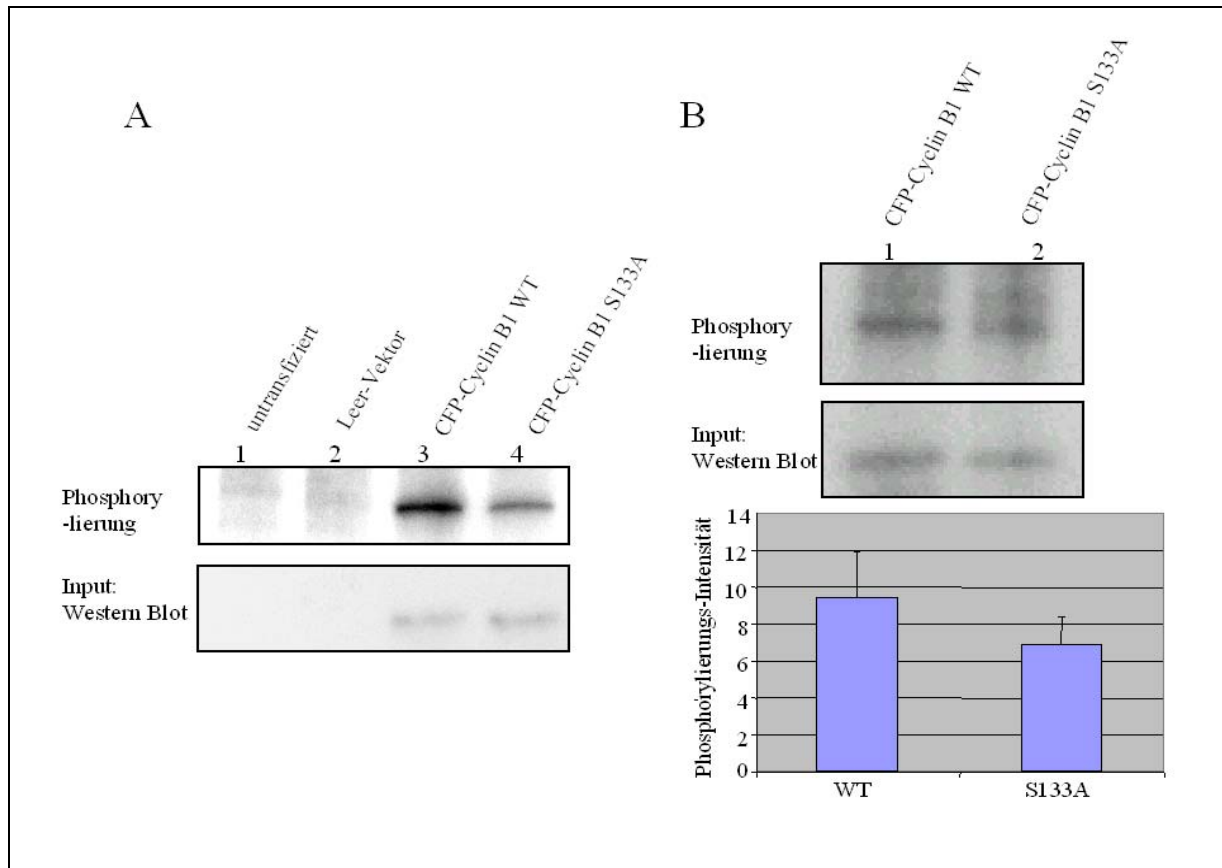 A
untransfiziert
Leer-Vektor
CFP-Cyclin B1 WT
CFP-Cyclin B1 S133A
1 2 3 4
Phosphory
-lierung
Input:
Western Blot
B
CFP-Cyclin B1 WT
CFP-Cyclin B1 S133A
1 2
Phosphory
-lierung
Input:
Western Blot
Phosphorylierungs-Intensität
14
12
10
8
6
4
2
0
WT S133A